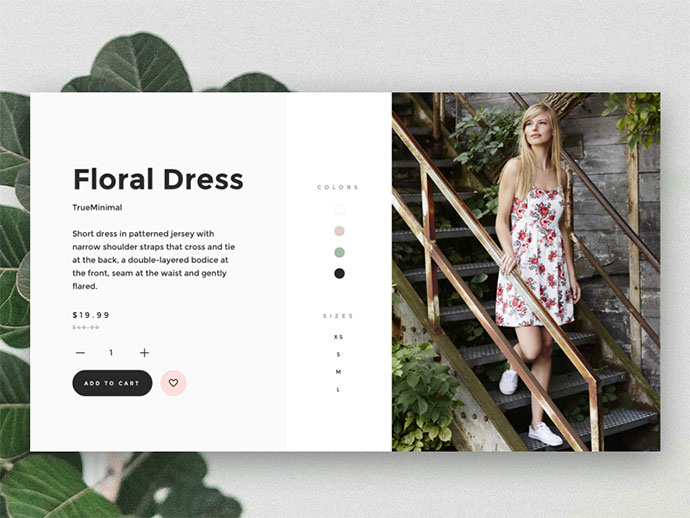 Floral Dress
TrueMinimal
Short dress in patterned jersey with
narrow shoulder straps that cross and tie
at the back, a double-layered bodice at
the front, seam at the waist and gently
flared.
$19.99
$49.99
1
ADD TO CART
COLORS
SIZES
XS
S
M
L